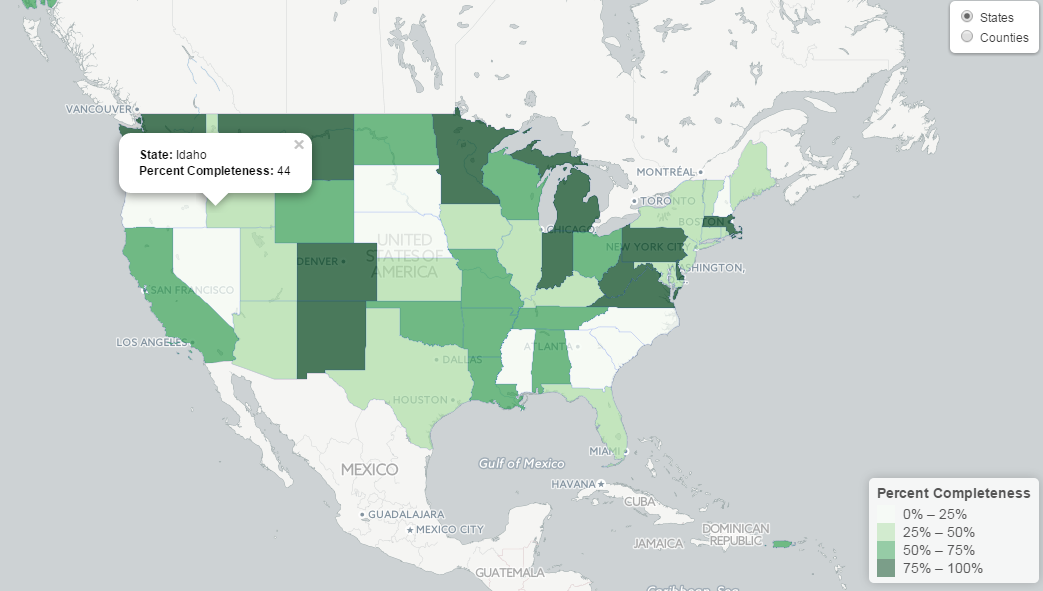 States
Counties
VANCOUVER
State: Idaho
Percent Completeness: 44
MONTRÉAL
TORONTO
BOSTON
CHICAGO
NEW YORK CITY
UNITED
STATES OF
AMERICA
DENVER
WASHINGTON,
SAN FRANCISCO
LOS ANGELES
ATLANTA
DALLAS
HOUSTON
MIAMI
Gulf of Mexico
MEXICO
HAVANA
CUBA
GUADALAJARA
MEXICO CITY
DOMINICAN
REPUBLIC
JAMAICA
GUATEMALA
Caribbean Sea
Percent Completeness
0% – 25%
25% – 50%
50% – 75%
75% – 100%